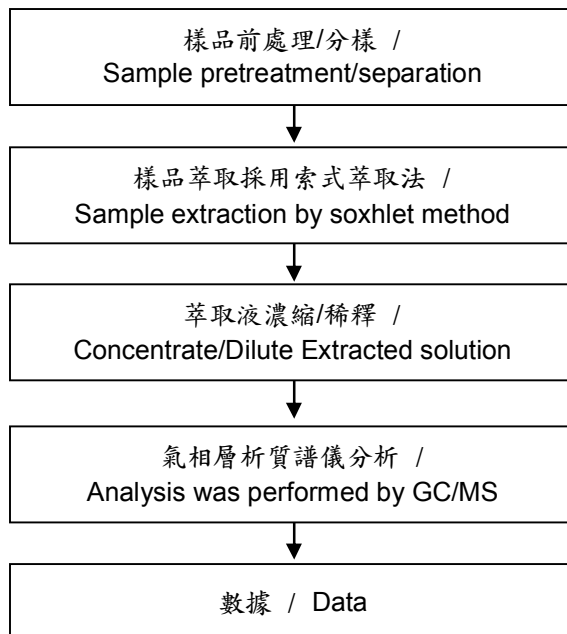 樣品前處理/分樣 /
Sample pretreatment/separation
樣品萃取採用索式萃取法 /
Sample extraction by soxhlet method
萃取液濃縮/稀釋 /
Concentrate/Dilute Extracted solution
氣相層析質譜儀分析 /
Analysis was performed by GC/MS
數據 / Data